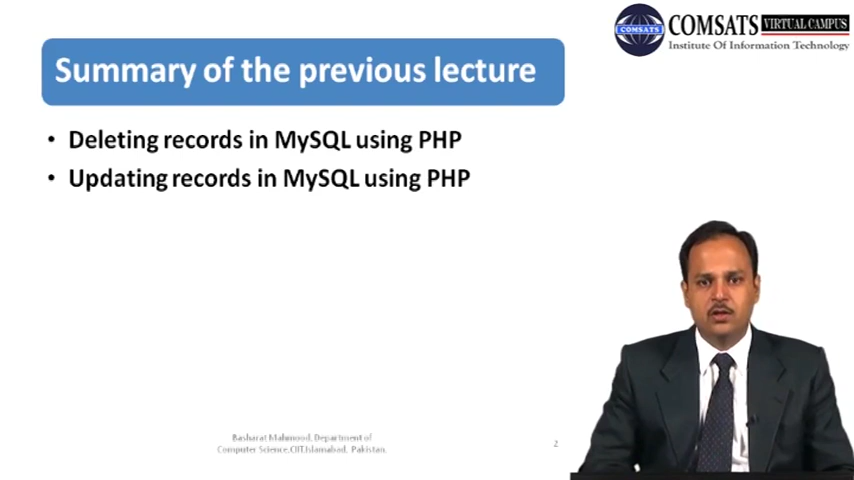 COMSATS VIRTUAL CAMPUS
COMSATS
Institute Of Information Technology
Summary of the previous lecture
• Deleting records in MySQL using PHP
• Updating records in MySQL using PHP
Basharat Mahmood, Department of
Computer Science,CIIT,Islamabad, Pakistan.
2